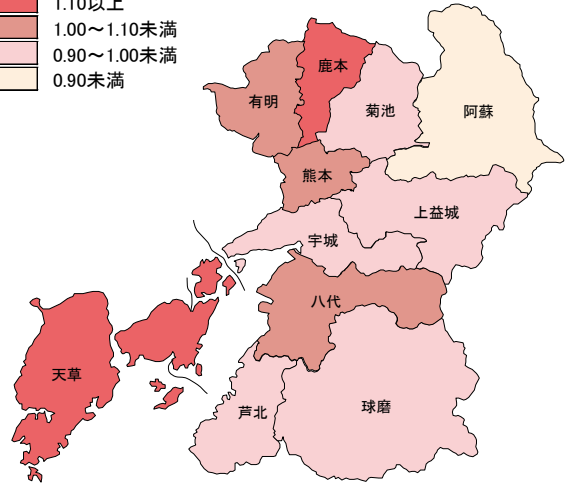 1.10以上
1.00～1.10未満
0.90～1.00未満
0.90未満
鹿本
有明
菊池
阿蘇
熊本
上益城
宇城
八代
天草
芦北
球磨